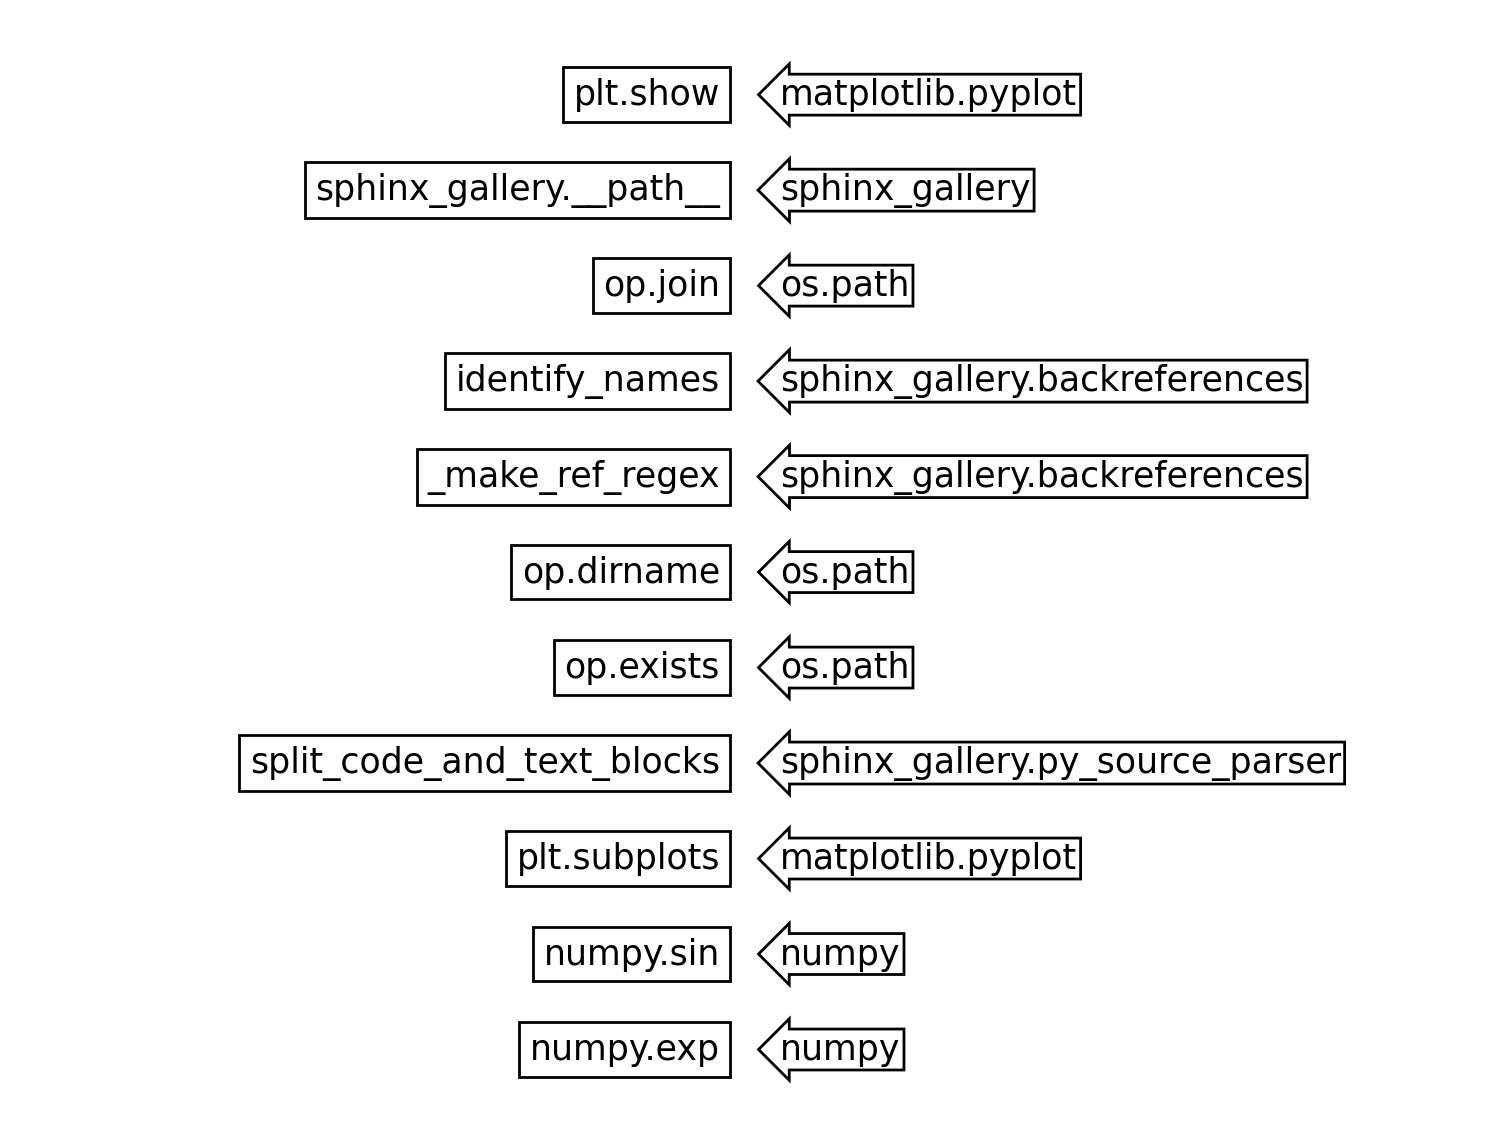 plt.show matplotlib.pyplot
sphinx_gallery.__path__ sphinx_gallery
op.join os.path
identify_names sphinx_gallery.backreferences
_make_ref_regex sphinx_gallery.backreferences
op.dirname os.path
op.exists os.path
split_code_and_text_blocks sphinx_gallery.py_source_parser
plt.subplots matplotlib.pyplot
numpy.sin numpy
numpy.exp numpy